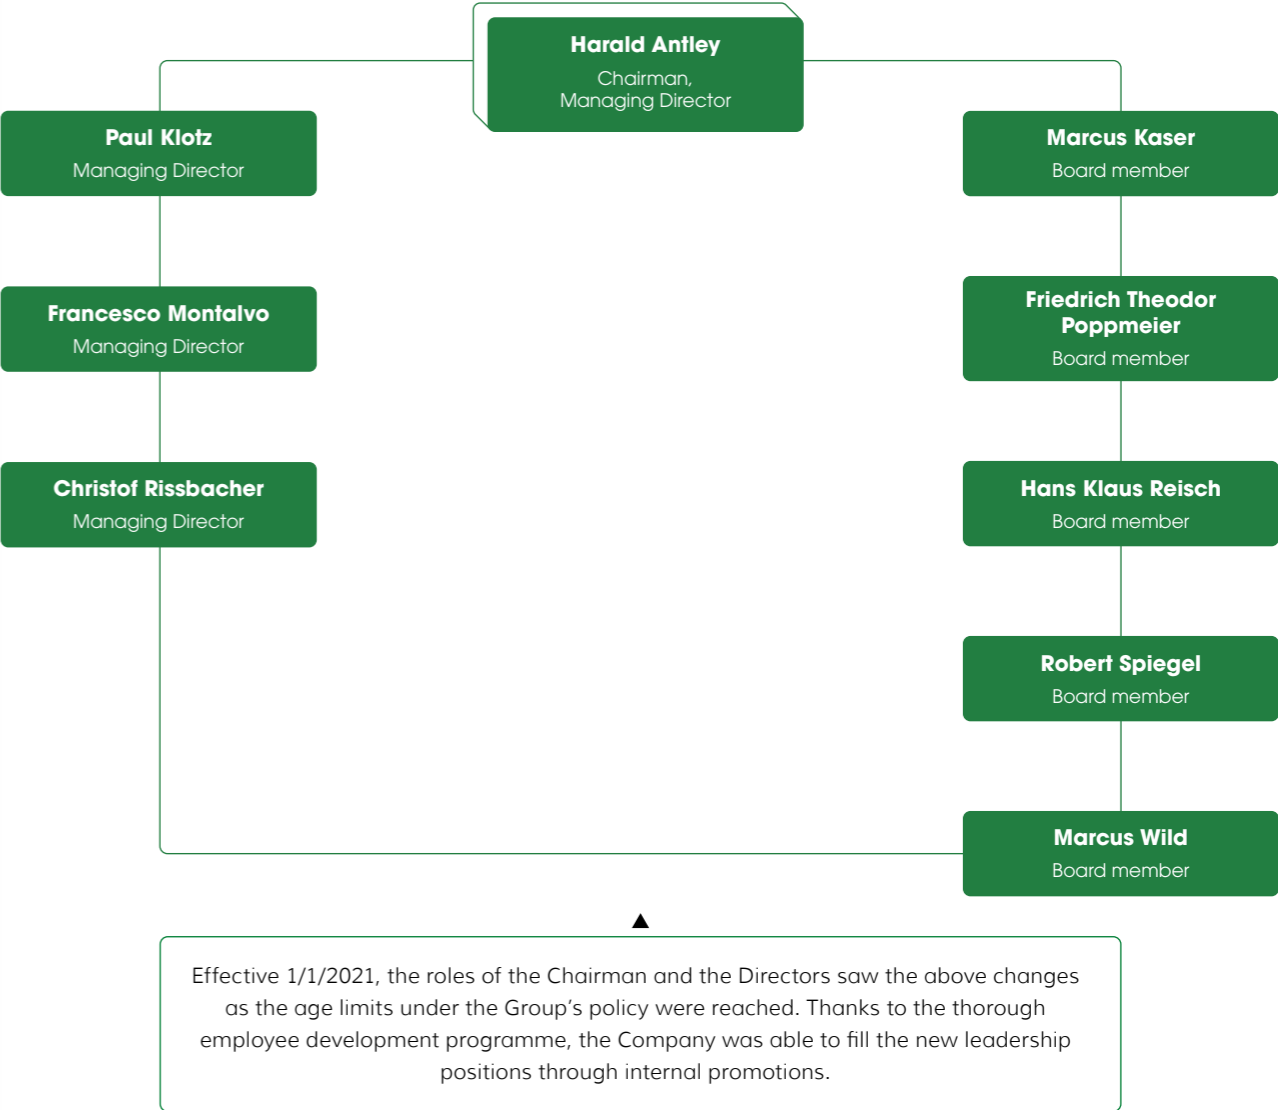 Harald Antley
Chairman,
Managing Director
Paul Klotz
Managing Director
Marcus Kaser
Board member
Francesco Montalvo
Managing Director
Friedrich Theodor
Poppmeier
Board member
Christof Rissbacher
Managing Director
Hans Klaus Reisch
Board member
Robert Spiegel
Board member
Marcus Wild
Board member
Effective 1/1/2021, the roles of the Chairman and the Directors saw the above changes
as the age limits under the Group’s policy were reached. Thanks to the thorough
employee development programme, the Company was able to fill the new leadership
positions through internal promotions.